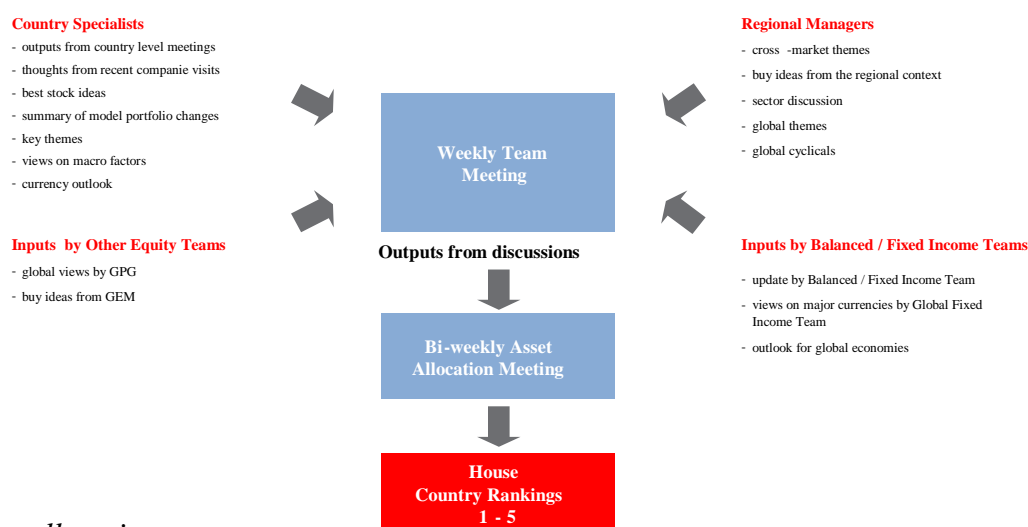 Country Specialists
- outputs from country level meetings
- thoughts from recent companie visits
- best stock ideas
- summary of model portfolio changes
- key themes
- views on macro factors
- currency outlook
Regional Managers
- cross -market themes
- buy ideas from the regional context
- sector discussion
- global themes
- global cyclicals
Weekly Team
Meeting
Inputs by Other Equity Teams
- global views by GPG
- buy ideas from GEM
Outputs from discussions
Inputs by Balanced / Fixed Income Teams
- update by Balanced / Fixed Income Team
- views on major currencies by Global Fixed
Income Team
- outlook for global economies
Bi-weekly Asset
Allocation Meeting
House
Country Rankings
1 - 5